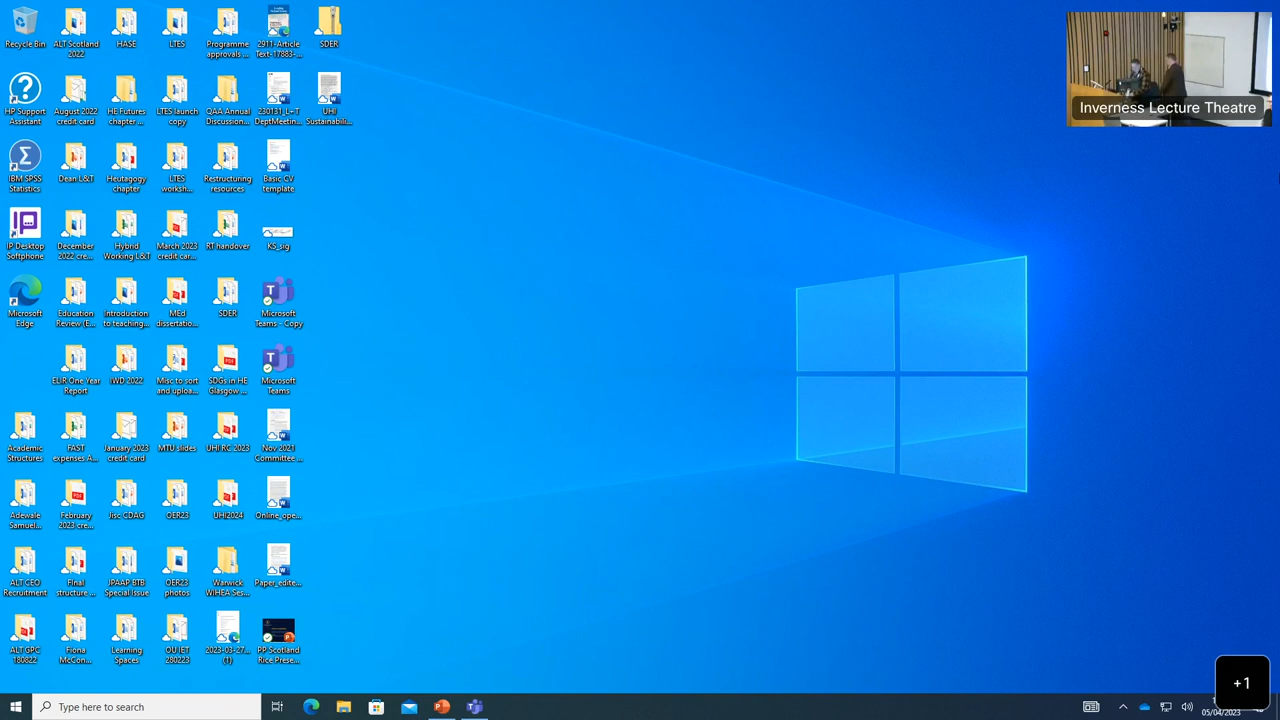 Recycle Bin
ALT Scotland
2022
HASE
LTES
Programme
approvals ...
2911-Article
Text-17883-...
SDER
HP Support
Assistant
August 2022
credit card
HE Futures
chapter ...
LTES launch
copy
QAA Annual
Discussion...
230131_L+T
DeptMeetin...
UHI
Sustainabili...
IBM SPSS
Statistics
Dean L&T
Heutagogy
chapter
LTES
worksh...
Restructuring
resources
Basic CV
template
IP Desktop
Softphone
December
2022 cre...
Hybrid
Working L&T
March 2023
credit car...
RT handover
KS_sig
Microsoft
Edge
Education
Review (E...
Introduction
to teaching...
MEd
dissertatio...
SDER
Microsoft
Teams - Copy
ELIR One Year
Report
IWD 2022
Misc to sort
and uploa...
SDGs in HE
Glasgow ...
Microsoft
Teams
Academic
Structures
FAST
expenses A...
January 2023
credit card
MTU slides
UHI RC 2023
Nov 2021
Committee ...
Adewale
Samuel...
February
2023 cre...
Jisc CDAG
OER23
UHI2024
Online_ope...
ALT CEO
Recruitment
Final
structure ...
JPAAP BTB
Special Issue
OER23
photos
Warwick
WIHEA Ses...
Paper_edite...
ALT GPC
180822
Fiona
McCon...
Learning
Spaces
OU IET
280223
2023-03-27...
(1)
PP Scotland
Rice Prese...
Inverness Lecture Theatre
+1
Type here to search
05/04/2023